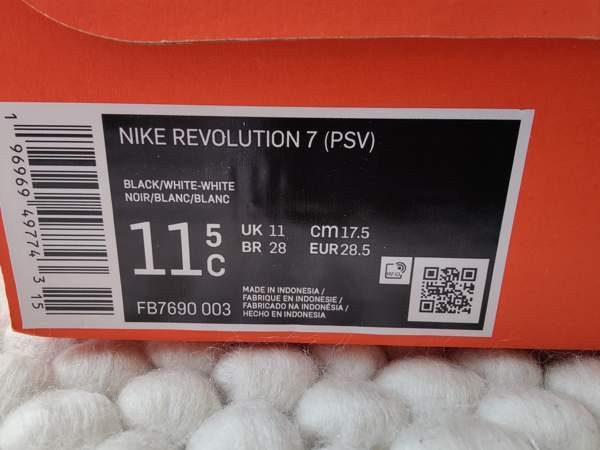 NIKE REVOLUTION 7 (PSV)
BLACK/WHITE-WHITE
NOIR/BLANC/BLANC
11 5C
UK 11 cm 17.5
BR 28 EUR 28.5
FB7690 003
MADE IN INDONESIA /
FABRIQUE EN INDONESIE /
FABRICADO NA INDONÉSIA /
HECHO EN INDONESIA
1 96969 49774 3 15